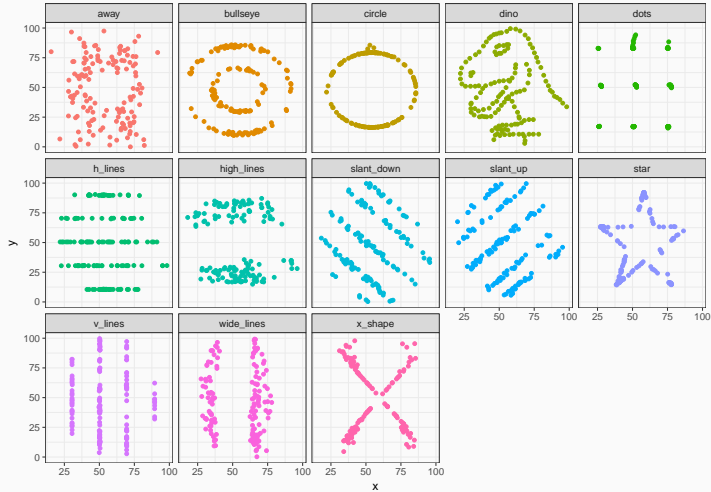 away bullseye circle dino dots
100
75
50
25
0
h_lines high_lines slant_down slant_up star
100
75
50
25
0
y
v_lines wide_lines x_shape
25 50 75 100 25 50 75 100
100
75
50
25
0
25 50 75 100 25 50 75 100 25 50 75 100
x